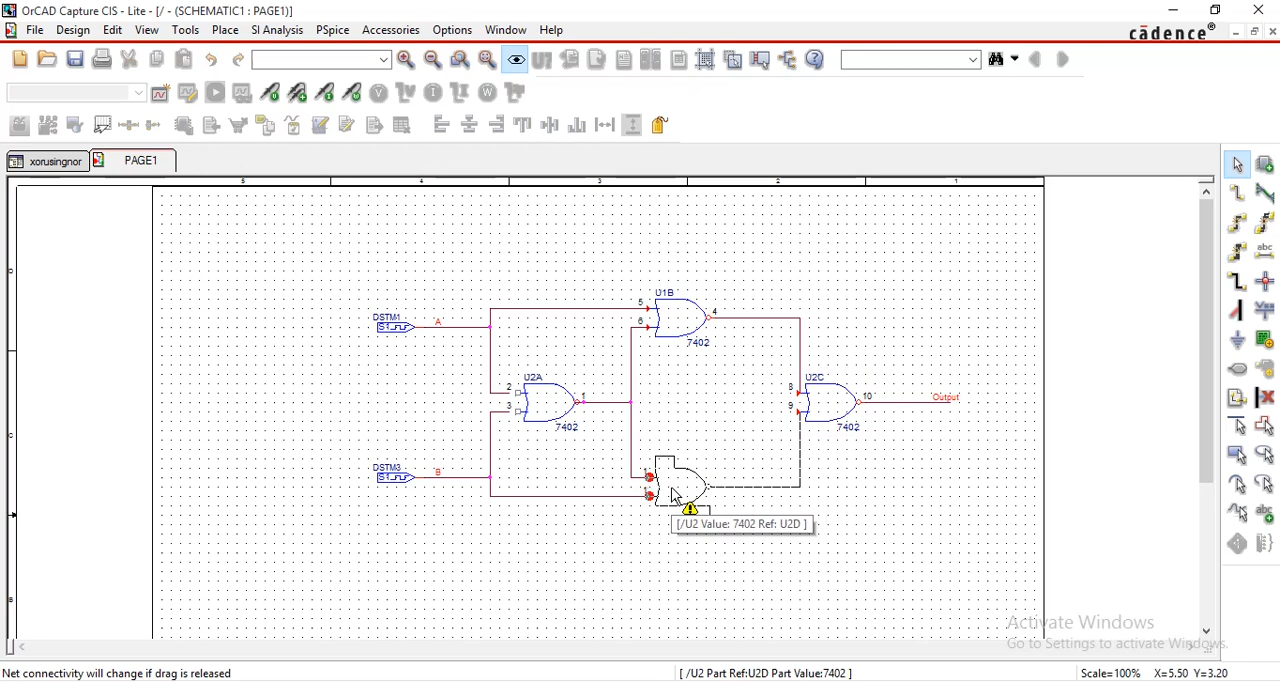 OrCAD Capture CIS - Lite - [/ - (SCHEMATIC1 : PAGE1)]
File Design Edit View Tools Place SI Analysis PSpice Accessories Options Window Help
cādence®
U?
V I W
xorusingnor PAGE1
5 4 3 2 1
U1B
5 4
6
7402
DSTM1
S1
A
U2A
2 1
3
7402
U2C
8 10
9
7402
Output
DSTM3
S1
B
[/U2 Value: 7402 Ref: U2D ]
D
C
B
abc
abc
Activate Windows
Go to Settings to activate Windows.
Net connectivity will change if drag is released [ /U2 Part Ref:U2D Part Value:7402 ] Scale=100% X=5.50 Y=3.20